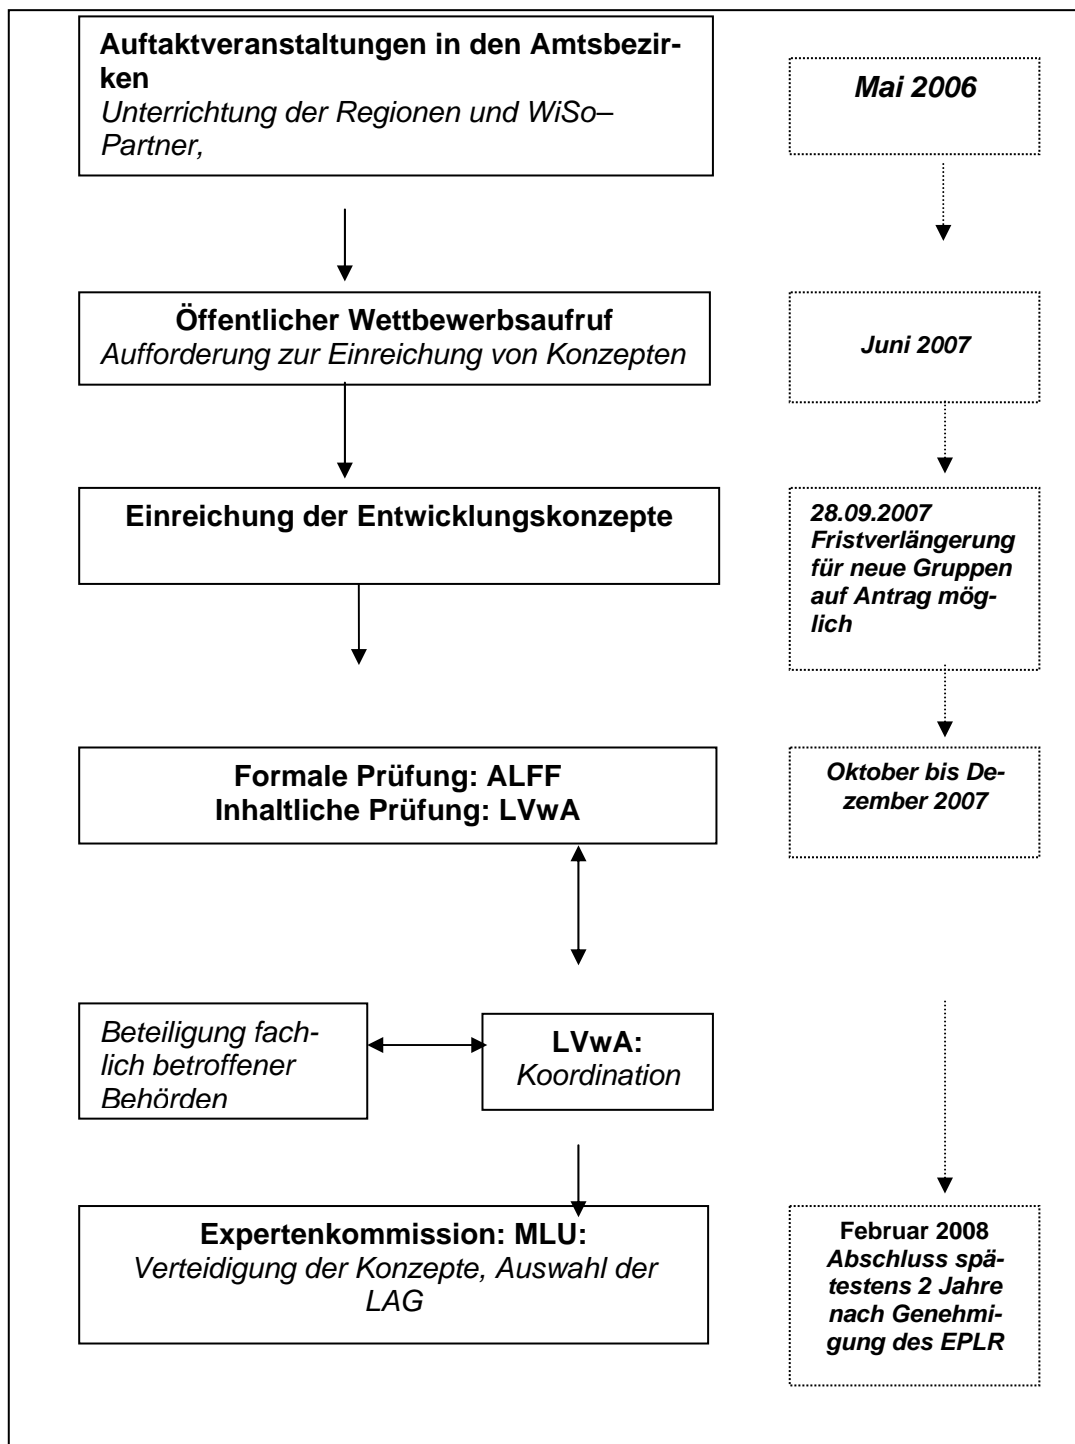 Auftaktveranstaltungen in den Amtsbezir-
ken
Unterrichtung der Regionen und WiSo–
Partner,
Mai 2006
Öffentlicher Wettbewerbsaufruf
Aufforderung zur Einreichung von Konzepten
Juni 2007
Einreichung der Entwicklungskonzepte
28.09.2007
Fristverlängerung
für neue Gruppen
auf Antrag mög-
lich
Formale Prüfung: ALFF
Inhaltliche Prüfung: LVwA
Oktober bis De-
zember 2007
Beteiligung fach-
lich betroffener
Behörden
LVwA:
Koordination
Expertenkommission: MLU:
Verteidigung der Konzepte, Auswahl der
LAG
Februar 2008
Abschluss spä-
testens 2 Jahre
nach Genehmi-
gung des EPLR